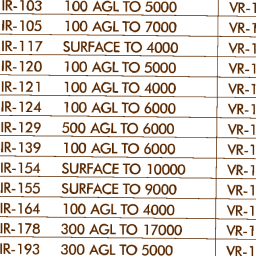 IR-103 100 AGL TO 5000 VR-1
IR-105 100 AGL TO 7000 VR-1
IR-117 SURFACE TO 4000 VR-1
IR-120 100 AGL TO 5000 VR-1
IR-121 100 AGL TO 4000 VR-1
IR-124 100 AGL TO 6000 VR-1
IR-129 500 AGL TO 6000 VR-1
IR-139 100 AGL TO 6000 VR-1
IR-154 SURFACE TO 10000 VR-1
IR-155 SURFACE TO 9000 VR-1
IR-164 100 AGL TO 4000 VR-1
IR-178 300 AGL TO 17000 VR-1
IR-193 300 AGL TO 5000 VR-1